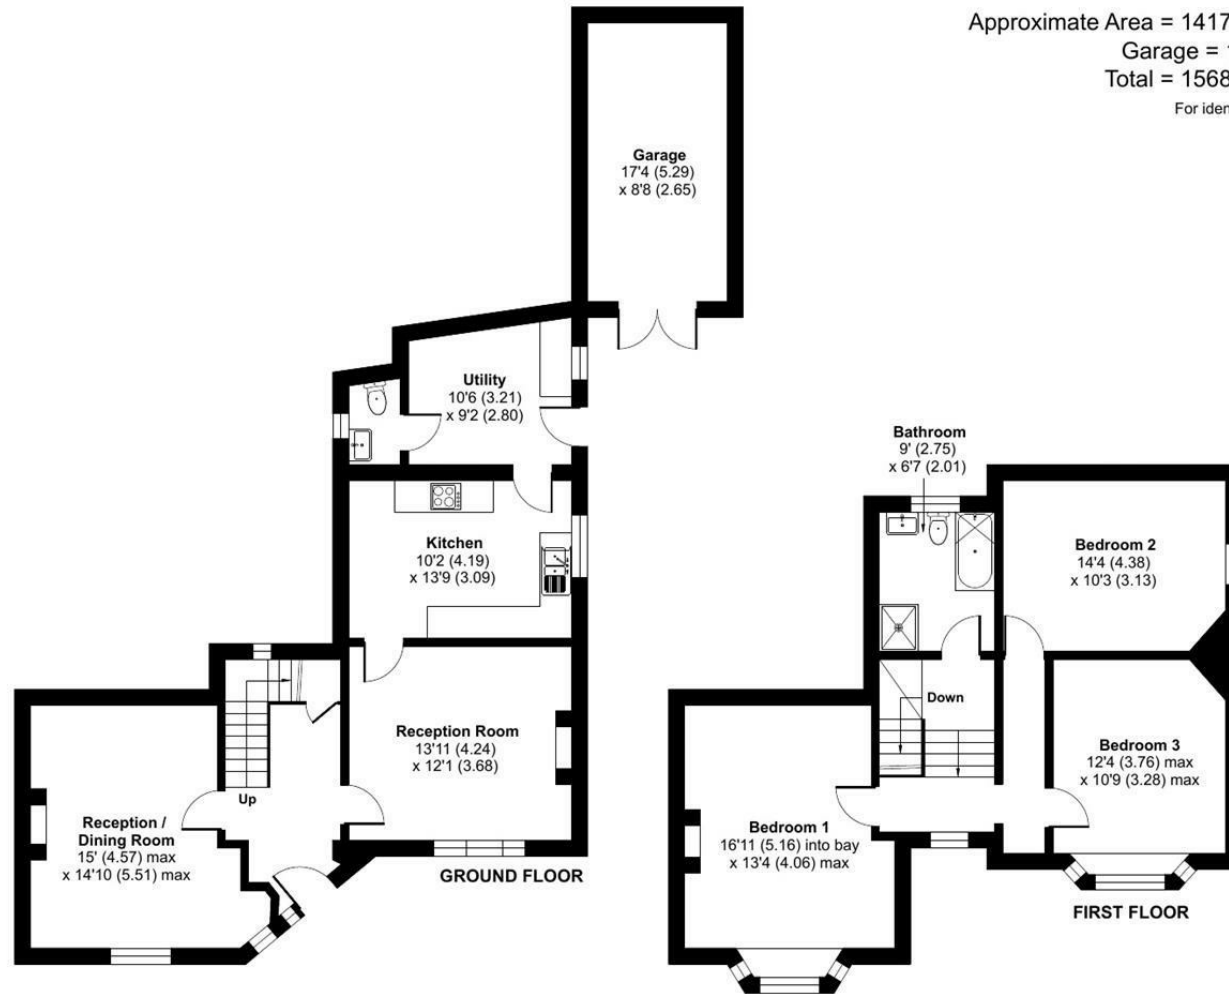 Approximate Area = 1417
Garage =
Total = 1568
For iden
Garage
17'4 (5.29)
x 8'8 (2.65)
Utility
10'6 (3.21)
x 9'2 (2.80)
Kitchen
10'2 (4.19)
x 13'9 (3.09)
Reception Room
13'11 (4.24)
x 12'1 (3.68)
Up
Reception /
Dining Room
15' (4.57) max
x 14'10 (5.51) max
GROUND FLOOR
Bathroom
9' (2.75)
x 6'7 (2.01)
Bedroom 2
14'4 (4.38)
x 10'3 (3.13)
Down
Bedroom 3
12'4 (3.76) max
x 10'9 (3.28) max
Bedroom 1
16'11 (5.16) into bay
x 13'4 (4.06) max
FIRST FLOOR